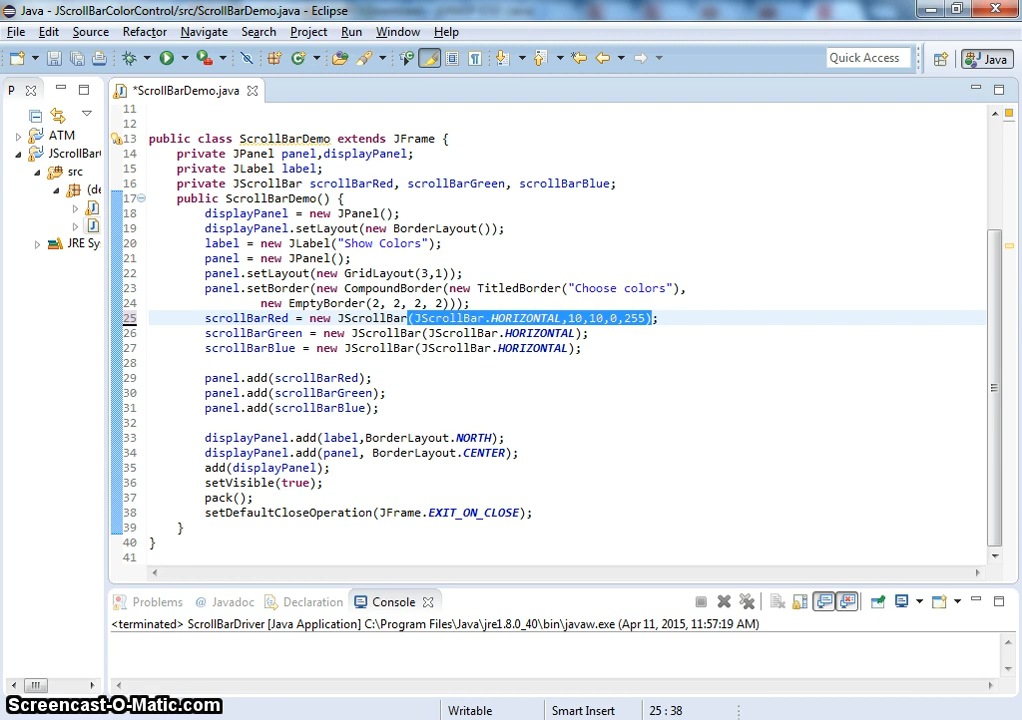 Java - JScrollBarColorControl/src/ScrollBarDemo.java - Eclipse
File Edit Source Refactor Navigate Search Project Run Window Help
Quick Access
Java
P
*ScrollBarDemo.java
ATM
JScrollBar
src
(de
JRE Sy
11
12
13 public class ScrollBarDemo extends JFrame {
14 private JPanel panel,displayPanel;
15 private JLabel label;
16 private JScrollBar scrollBarRed, scrollBarGreen, scrollBarBlue;
17 public ScrollBarDemo() {
18 displayPanel = new JPanel();
19 displayPanel.setLayout(new BorderLayout());
20 label = new JLabel("Show Colors");
21 panel = new JPanel();
22 panel.setLayout(new GridLayout(3,1));
23 panel.setBorder(new CompoundBorder(new TitledBorder("Choose colors"),
24 new EmptyBorder(2, 2, 2, 2)));
25 scrollBarRed = new JScrollBar(JScrollBar.HORIZONTAL,10,10,0,255);
26 scrollBarGreen = new JScrollBar(JScrollBar.HORIZONTAL);
27 scrollBarBlue = new JScrollBar(JScrollBar.HORIZONTAL);
28
29 panel.add(scrollBarRed);
30 panel.add(scrollBarGreen);
31 panel.add(scrollBarBlue);
32
33 displayPanel.add(label,BorderLayout.NORTH);
34 displayPanel.add(panel, BorderLayout.CENTER);
35 add(displayPanel);
36 setVisible(true);
37 pack();
38 setDefaultCloseOperation(JFrame.EXIT_ON_CLOSE);
39 }
40 }
41
Problems @ Javadoc Declaration Console
<terminated> ScrollBarDriver [Java Application] C:\Program Files\Java\jre1.8.0_40\bin\javaw.exe (Apr 11, 2015, 11:57:19 AM)
Screencast-O-Matic.com
Writable Smart Insert 25 : 38